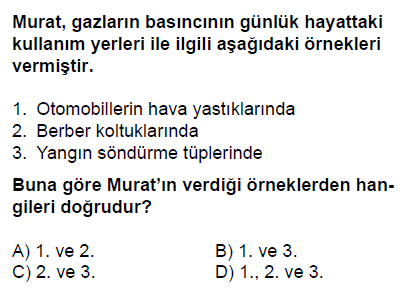 Murat, gazların basıncının günlük hayattaki
kullanım yerleri ile ilgili aşağıdaki örnekleri
vermiştir.
1. Otomobillerin hava yastıklarında
2. Berber koltuklarında
3. Yangın söndürme tüplerinde
Buna göre Murat'ın verdiği örneklerden han-
gileri doğrudur?
A) 1. ve 2. B) 1. ve 3.
C) 2. ve 3. D) 1., 2. ve 3.